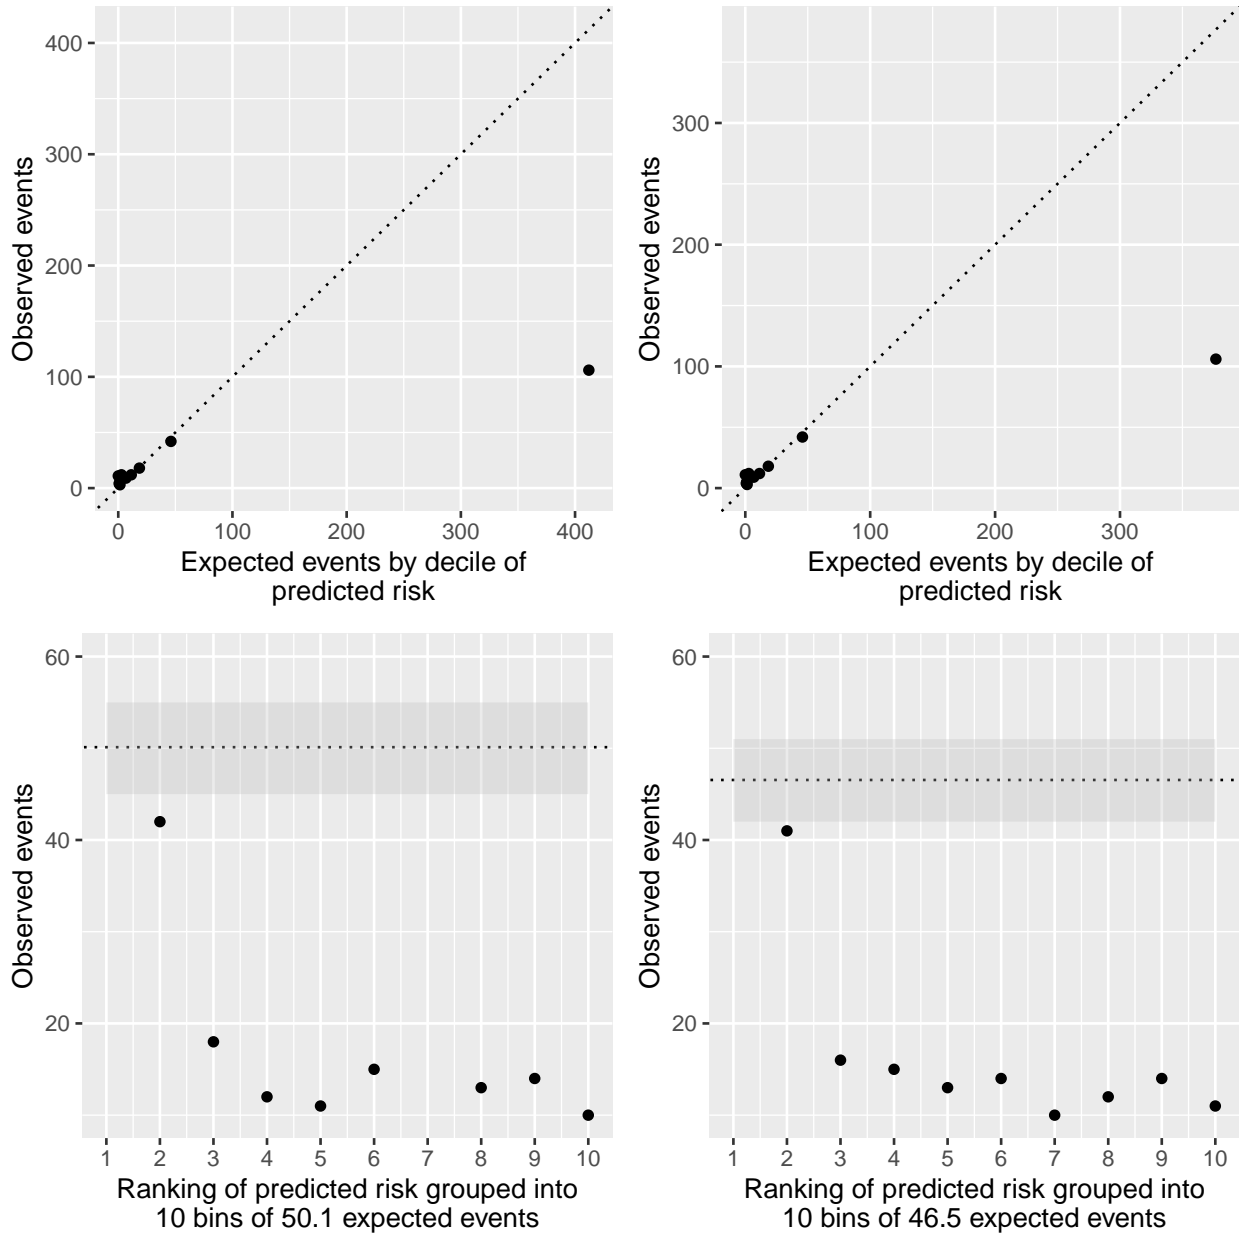 400
300
200
100
0
Observed events
0 100 200 300 400
Expected events by decile of
predicted risk
300
200
100
0
Observed events
0 100 200 300
Expected events by decile of
predicted risk
60
40
20
Observed events
1 2 3 4 5 6 7 8 9 10
Ranking of predicted risk grouped into
10 bins of 50.1 expected events
60
40
20
Observed events
1 2 3 4 5 6 7 8 9 10
Ranking of predicted risk grouped into
10 bins of 46.5 expected events